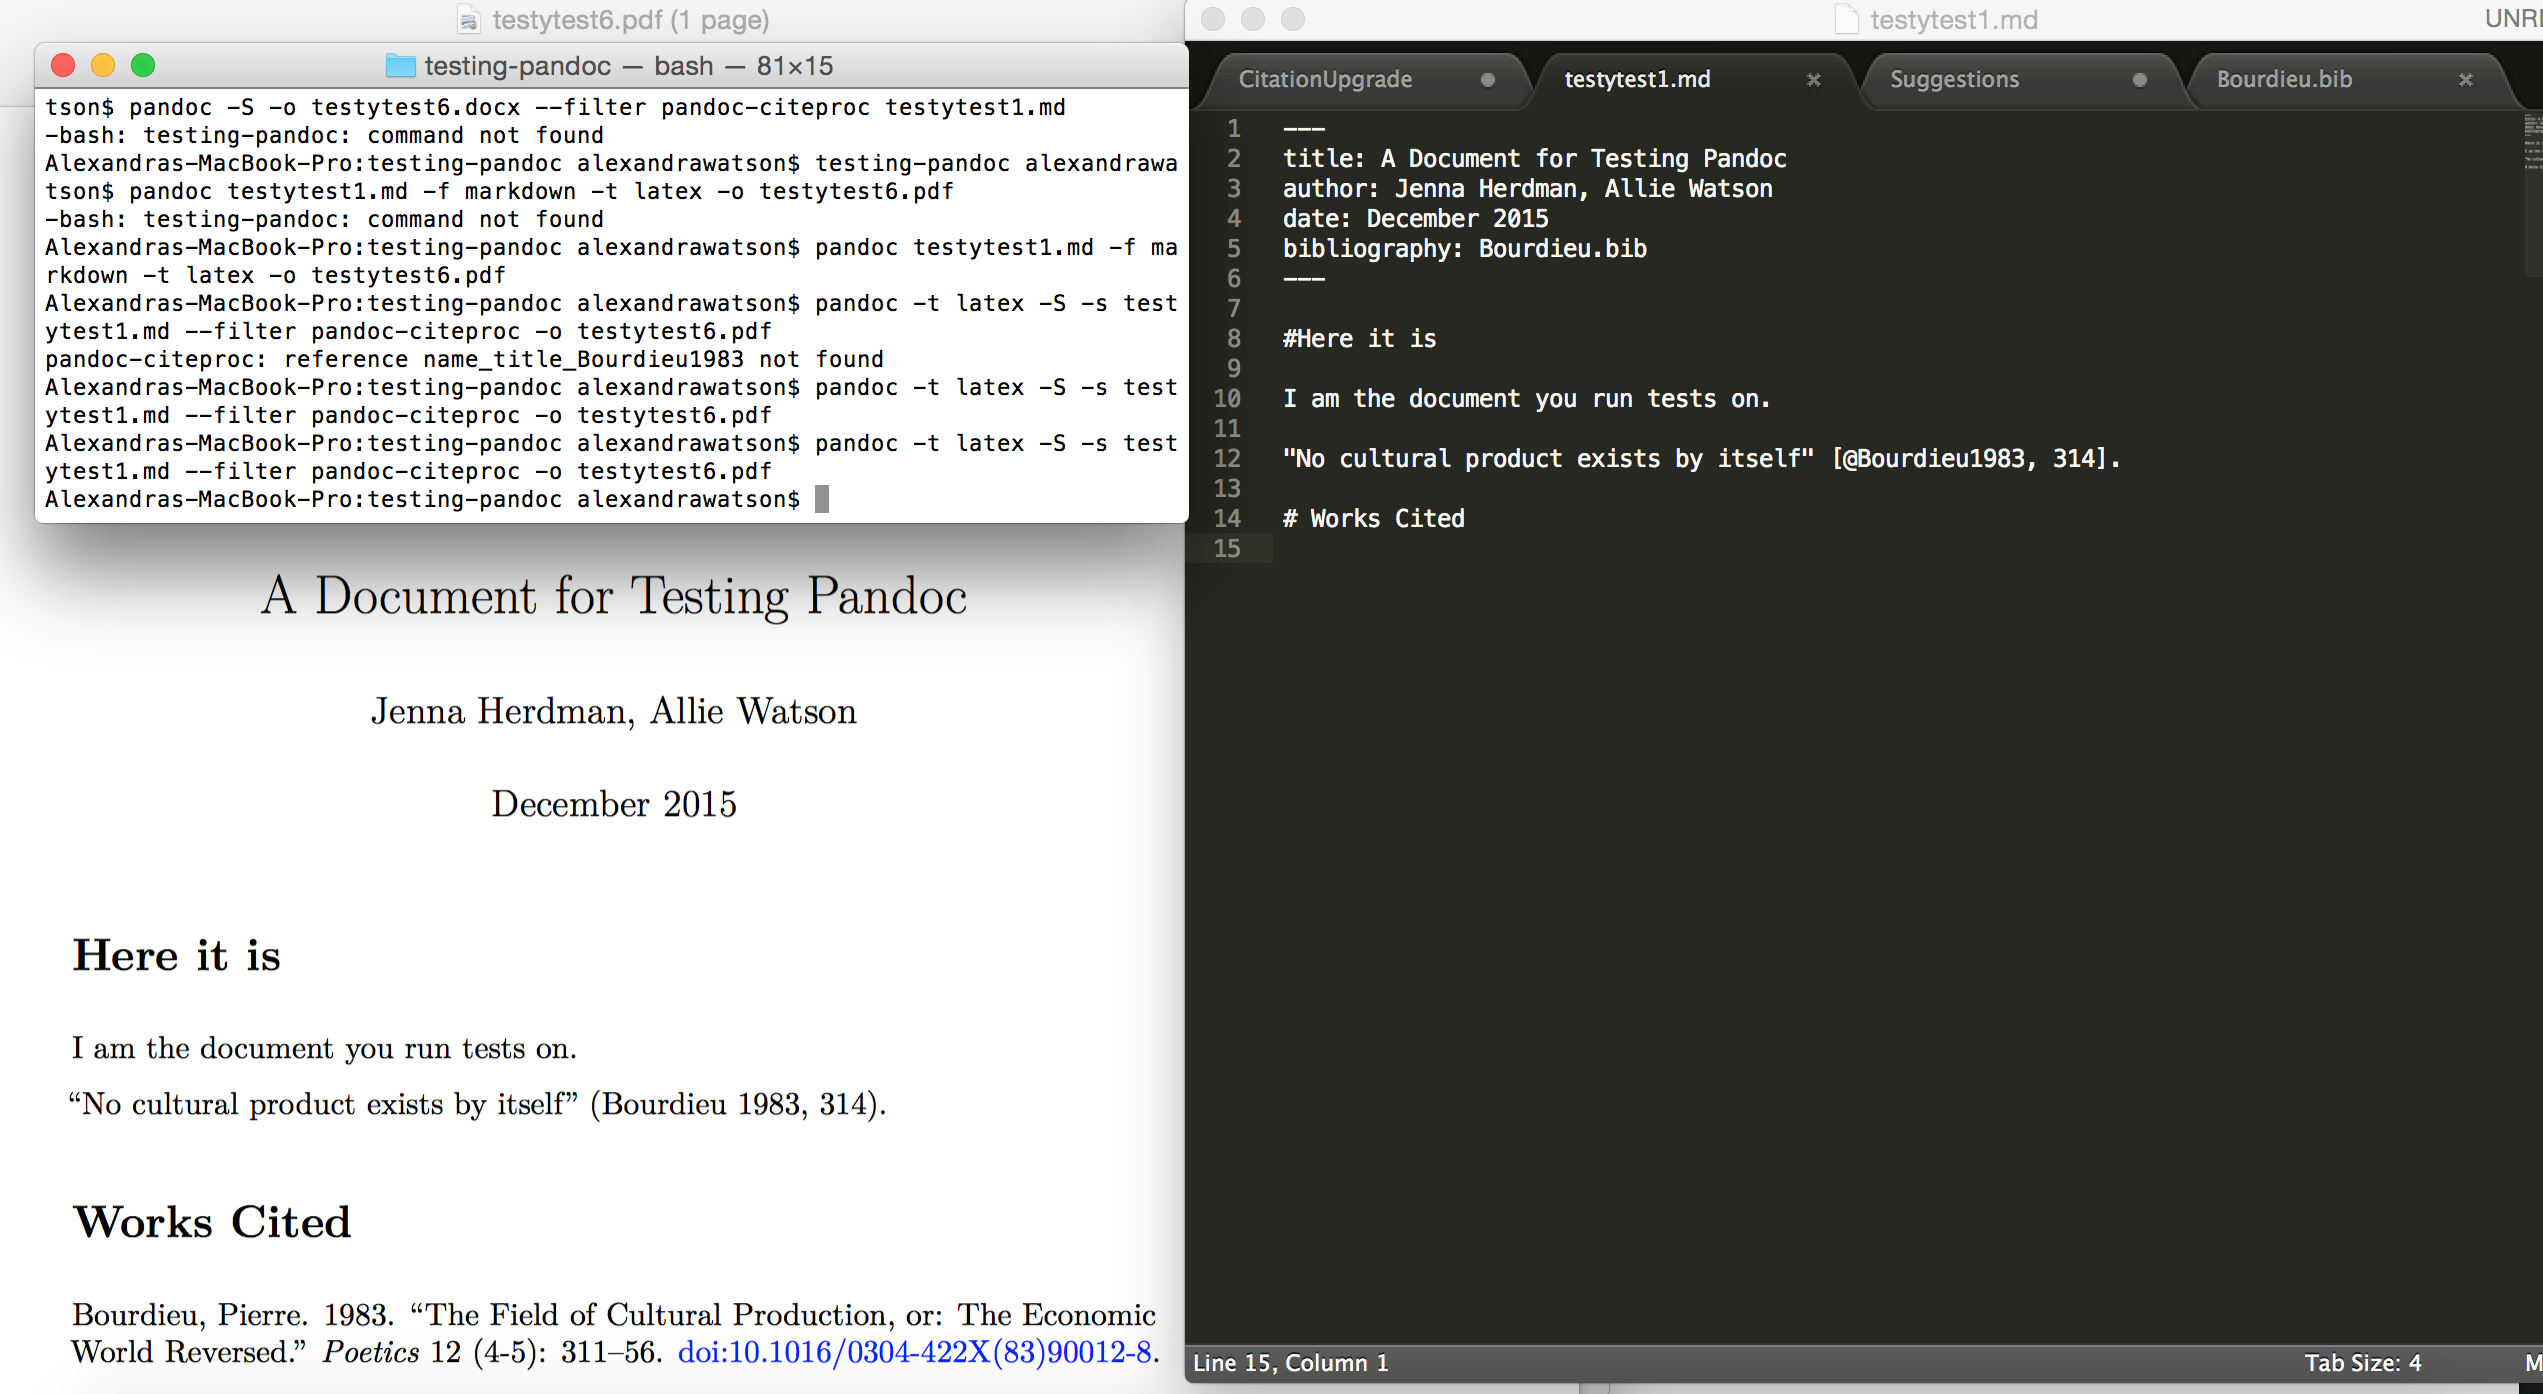 testytest6.pdf (1 page)
testing-pandoc — bash — 81×15
tson$ pandoc -S -o testytest6.docx --filter pandoc-citeproc testytest1.md
-bash: testing-pandoc: command not found
Alexandras-MacBook-Pro:testing-pandoc alexandrawatson$ testing-pandoc alexandrawa
tson$ pandoc testytest1.md -f markdown -t latex -o testytest6.pdf
-bash: testing-pandoc: command not found
Alexandras-MacBook-Pro:testing-pandoc alexandrawatson$ pandoc testytest1.md -f ma
rkdown -t latex -o testytest6.pdf
Alexandras-MacBook-Pro:testing-pandoc alexandrawatson$ pandoc -t latex -S -s test
ytest1.md --filter pandoc-citeproc -o testytest6.pdf
pandoc-citeproc: reference name_title_Bourdieu1983 not found
Alexandras-MacBook-Pro:testing-pandoc alexandrawatson$ pandoc -t latex -S -s test
ytest1.md --filter pandoc-citeproc -o testytest6.pdf
Alexandras-MacBook-Pro:testing-pandoc alexandrawatson$ pandoc -t latex -S -s test
ytest1.md --filter pandoc-citeproc -o testytest6.pdf
Alexandras-MacBook-Pro:testing-pandoc alexandrawatson$
A Document for Testing Pandoc
Jenna Herdman, Allie Watson
December 2015
Here it is
I am the document you run tests on.
“No cultural product exists by itself” (Bourdieu 1983, 314).
Works Cited
Bourdieu, Pierre. 1983. “The Field of Cultural Production, or: The Economic
World Reversed.” Poetics 12 (4-5): 311–56. doi:10.1016/0304-422X(83)90012-8.
testytest1.md
CitationUpgrade testytest1.md Suggestions Bourdieu.bib
1 ---
2 title: A Document for Testing Pandoc
3 author: Jenna Herdman, Allie Watson
4 date: December 2015
5 bibliography: Bourdieu.bib
6 ---
7
8 #Here it is
9
10 I am the document you run tests on.
11
12 "No cultural product exists by itself" [@Bourdieu1983, 314].
13
14 # Works Cited
15
Line 15, Column 1 Tab Size: 4